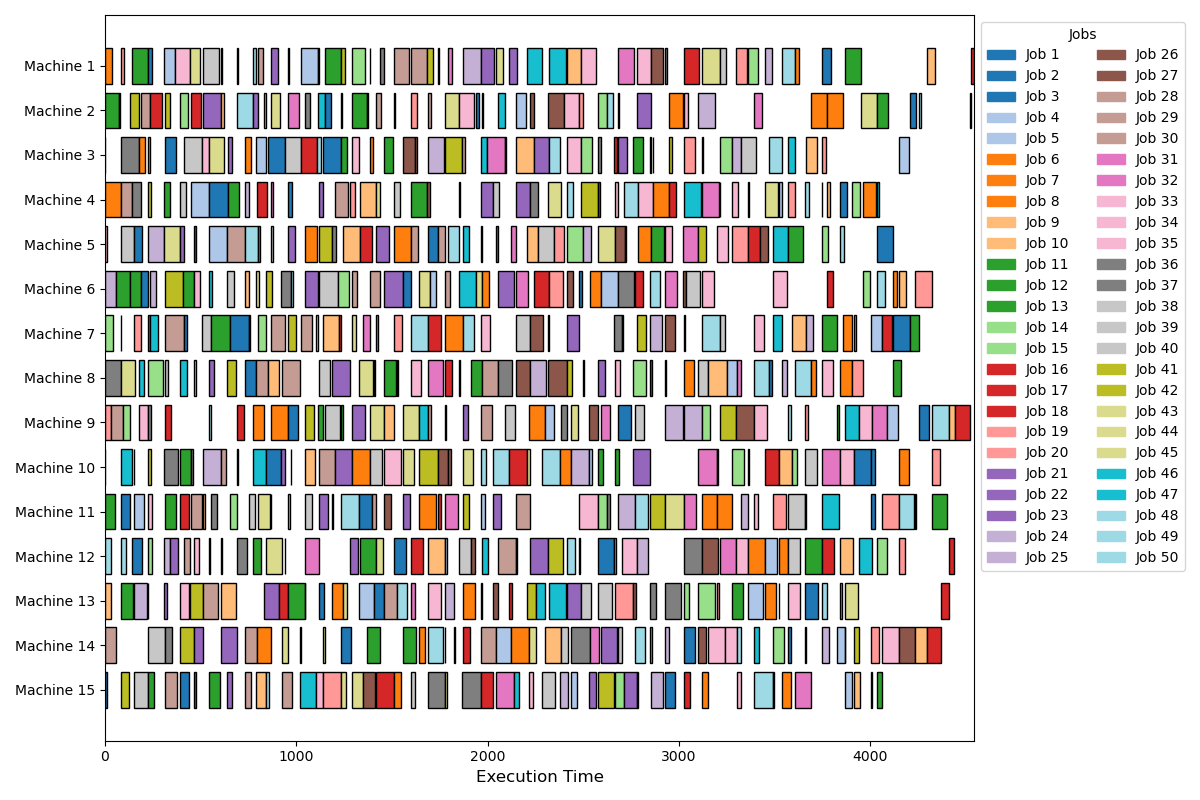 Machine 1
Machine 2
Machine 3
Machine 4
Machine 5
Machine 6
Machine 7
Machine 8
Machine 9
Machine 10
Machine 11
Machine 12
Machine 13
Machine 14
Machine 15
0 1000 2000 3000 4000
Execution Time
Jobs
Job 1 Job 26
Job 2 Job 27
Job 3 Job 28
Job 4 Job 29
Job 5 Job 30
Job 6 Job 31
Job 7 Job 32
Job 8 Job 33
Job 9 Job 34
Job 10 Job 35
Job 11 Job 36
Job 12 Job 37
Job 13 Job 38
Job 14 Job 39
Job 15 Job 40
Job 16 Job 41
Job 17 Job 42
Job 18 Job 43
Job 19 Job 44
Job 20 Job 45
Job 21 Job 46
Job 22 Job 47
Job 23 Job 48
Job 24 Job 49
Job 25 Job 50